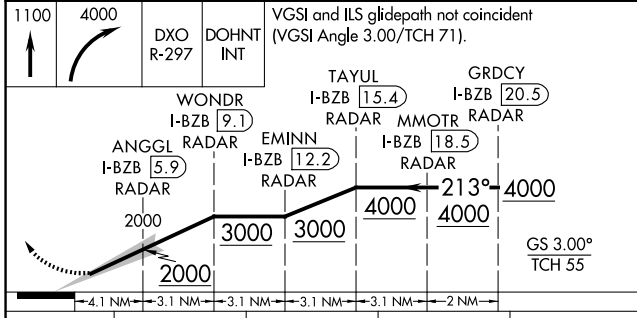 1100
4000
DXO
R-297
DOHNT
INT
VGSI and ILS glidepath not coincident
(VGSI Angle 3.00/TCH 71).
GRDCY
I-BZB 20.5
RADAR
TAYUL
I-BZB 15.4
RADAR
MMOTR
I-BZB 18.5
RADAR
WONDR
I-BZB 9.1
RADAR
EMINN
I-BZB 12.2
RADAR
ANGGL
I-BZB 5.9
RADAR
2000
2000
3000
3000
4000
213°
4000
4000
GS 3.00°
TCH 55
4.1 NM
3.1 NM
3.1 NM
3.1 NM
3.1 NM
2 NM